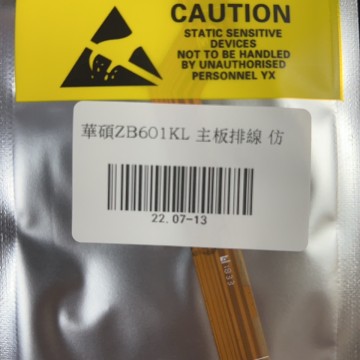 CAUTION
STATIC SENSITIVE
DEVICES
NOT TO BE HANDLED
BY UNAUTHORISED
PERSONNEL YX
華碩ZB601KL 主板排線 仿
22.07-13